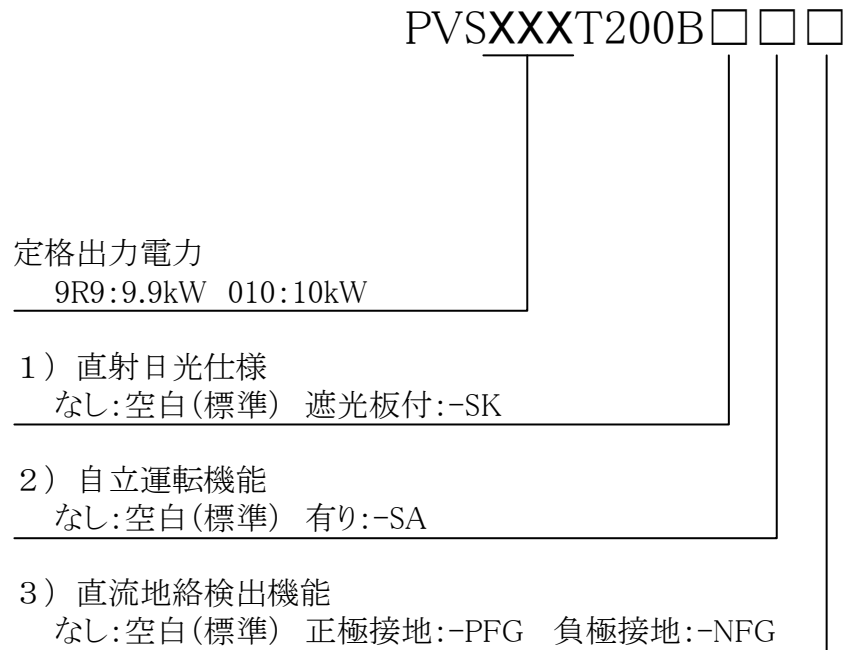 PVSXXXT200B□□□
定格出力電力
9R9:9.9kW 010:10kW
1) 直射日光仕様
なし:空白(標準) 遮光板付:-SK
2) 自立運転機能
なし:空白(標準) 有り:-SA
3) 直流地絡検出機能
なし:空白(標準) 正極接地:-PFG 負極接地:-NFG